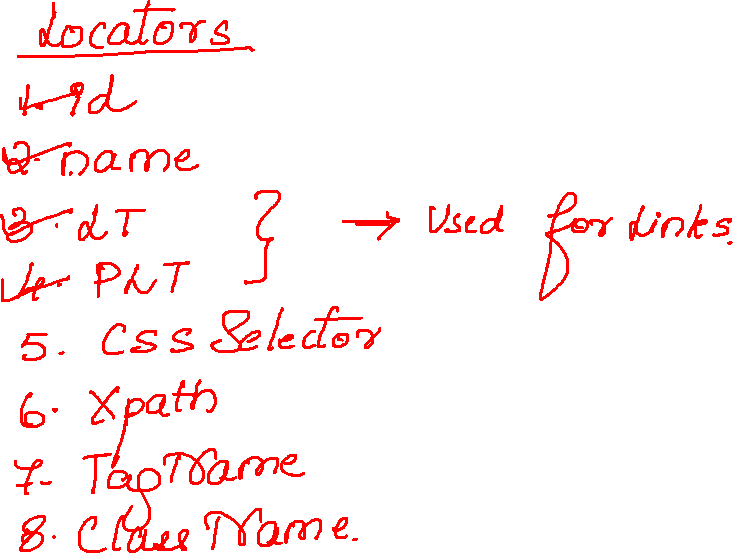 Locators
1. Id
2. name
3. LT
4. PLT
} → Used for Links.
5. CSS Selector
6. Xpath
7. TagName
8. ClassName.